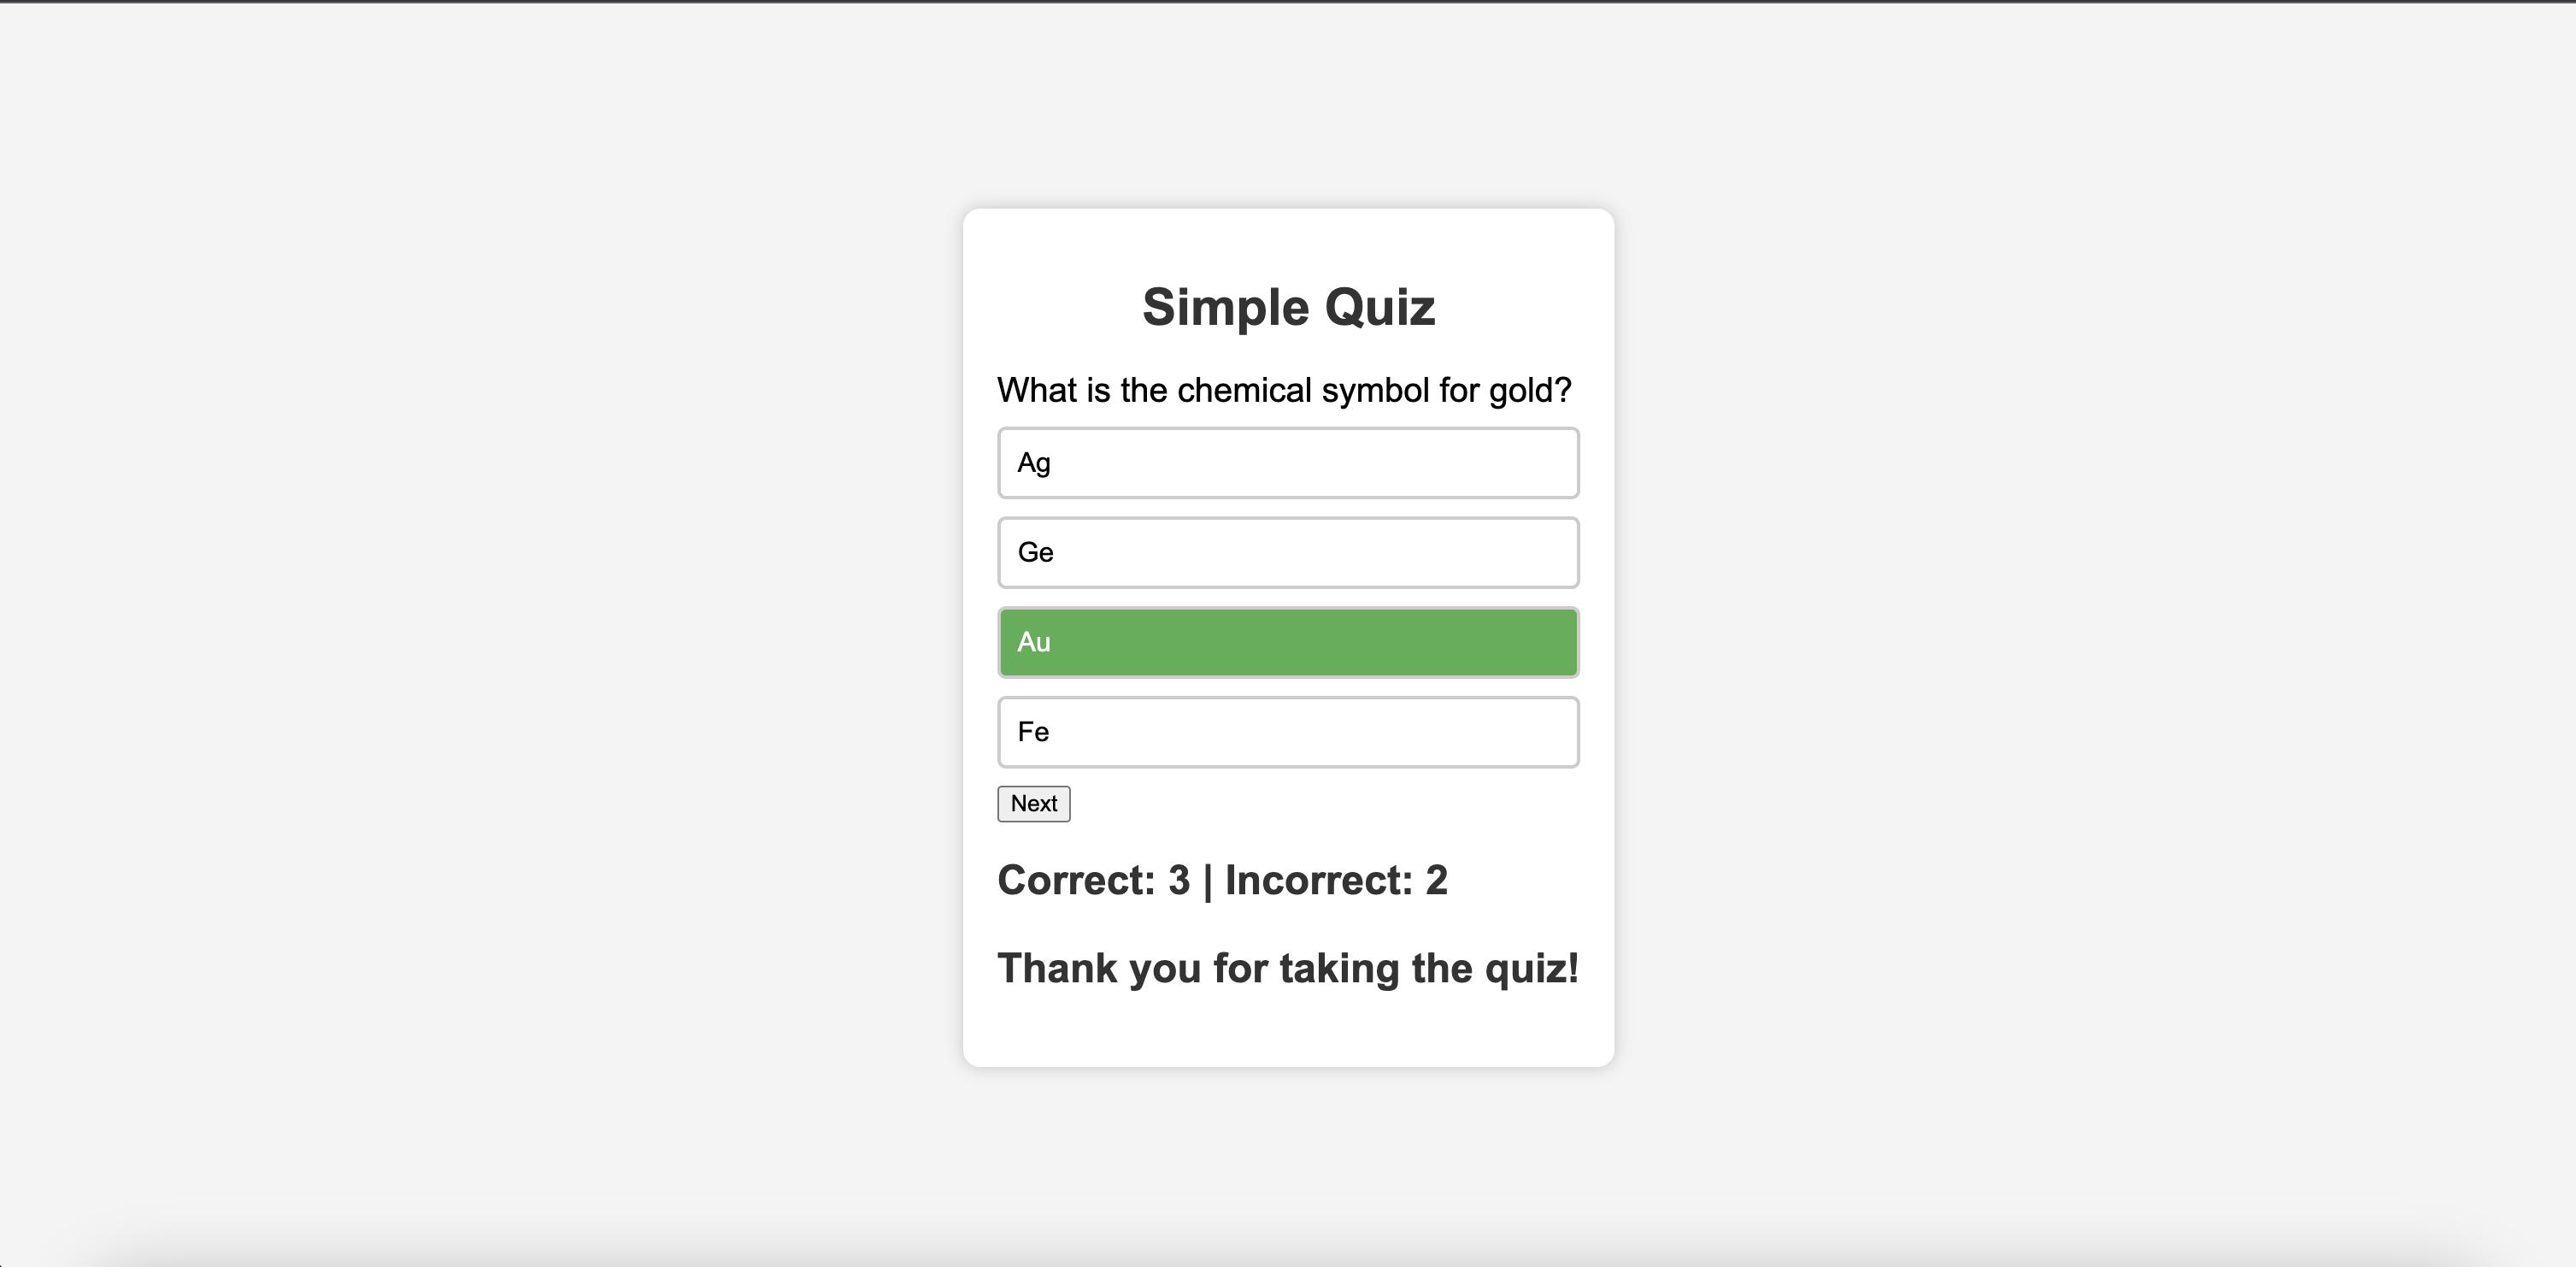 Simple Quiz
What is the chemical symbol for gold?
Ag
Ge
Au
Fe
Next
Correct: 3 | Incorrect: 2
Thank you for taking the quiz!